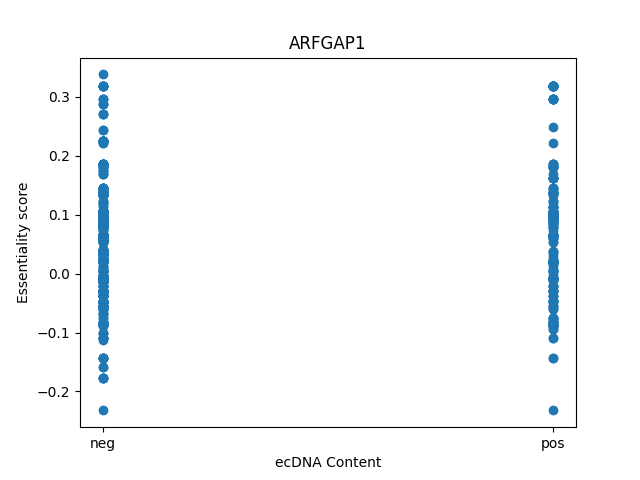 ARFGAP1
Essentiality score
0.3
0.2
0.1
0.0
−0.1
−0.2
neg
pos
ecDNA Content